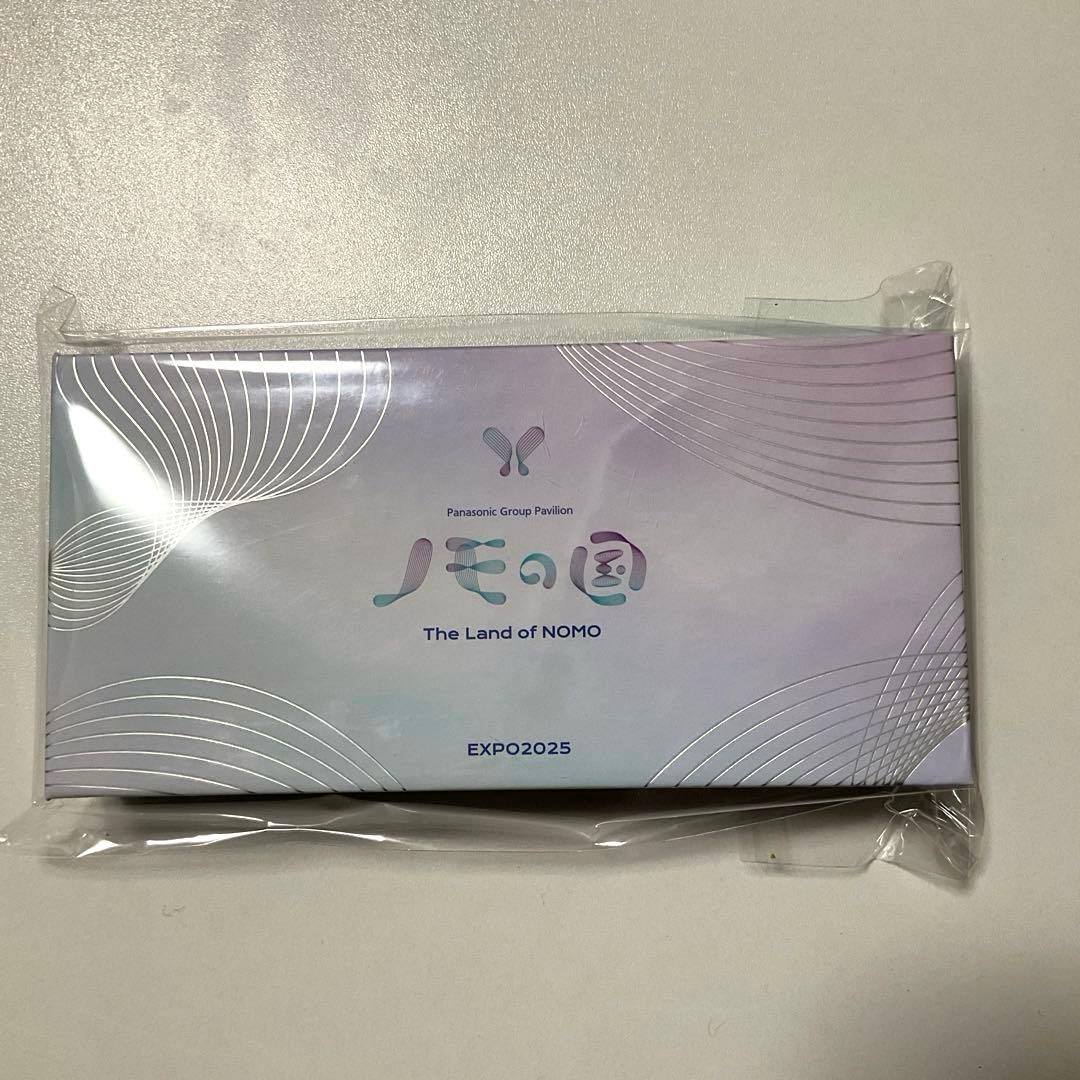 Panasonic Group Pavilion
ノモの国
The Land of NOMO
EXPO2025